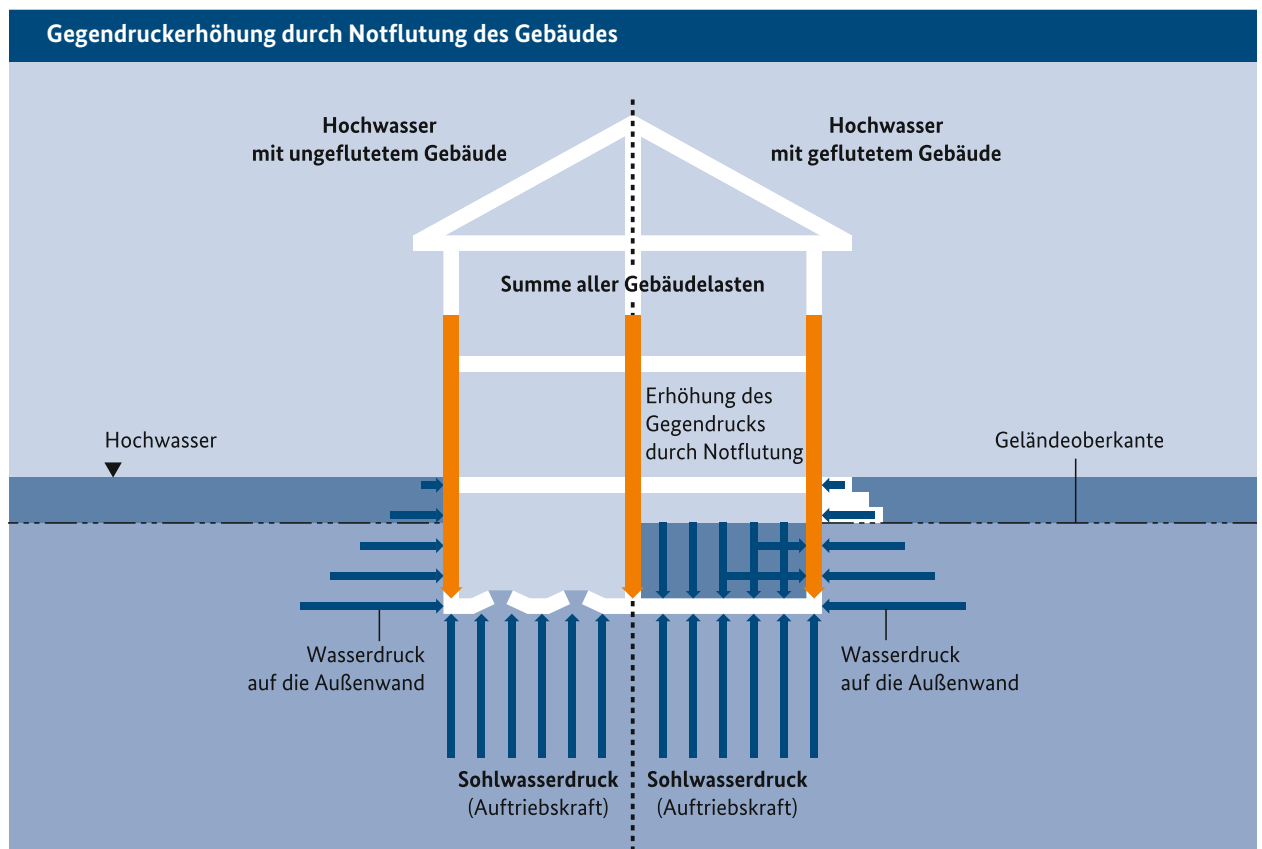 Gegendruckerhöhung durch Notflutung des Gebäudes
Hochwasser
mit ungeflutetem Gebäude
Hochwasser
mit geflutetem Gebäude
Summe aller Gebäudelasten
Erhöhung des
Gegendrucks
durch Notflutung
Hochwasser
Geländeoberkante
Wasserdruck
auf die Außenwand
Wasserdruck
auf die Außenwand
Sohlwasserdruck
(Auftriebskraft)
Sohlwasserdruck
(Auftriebskraft)